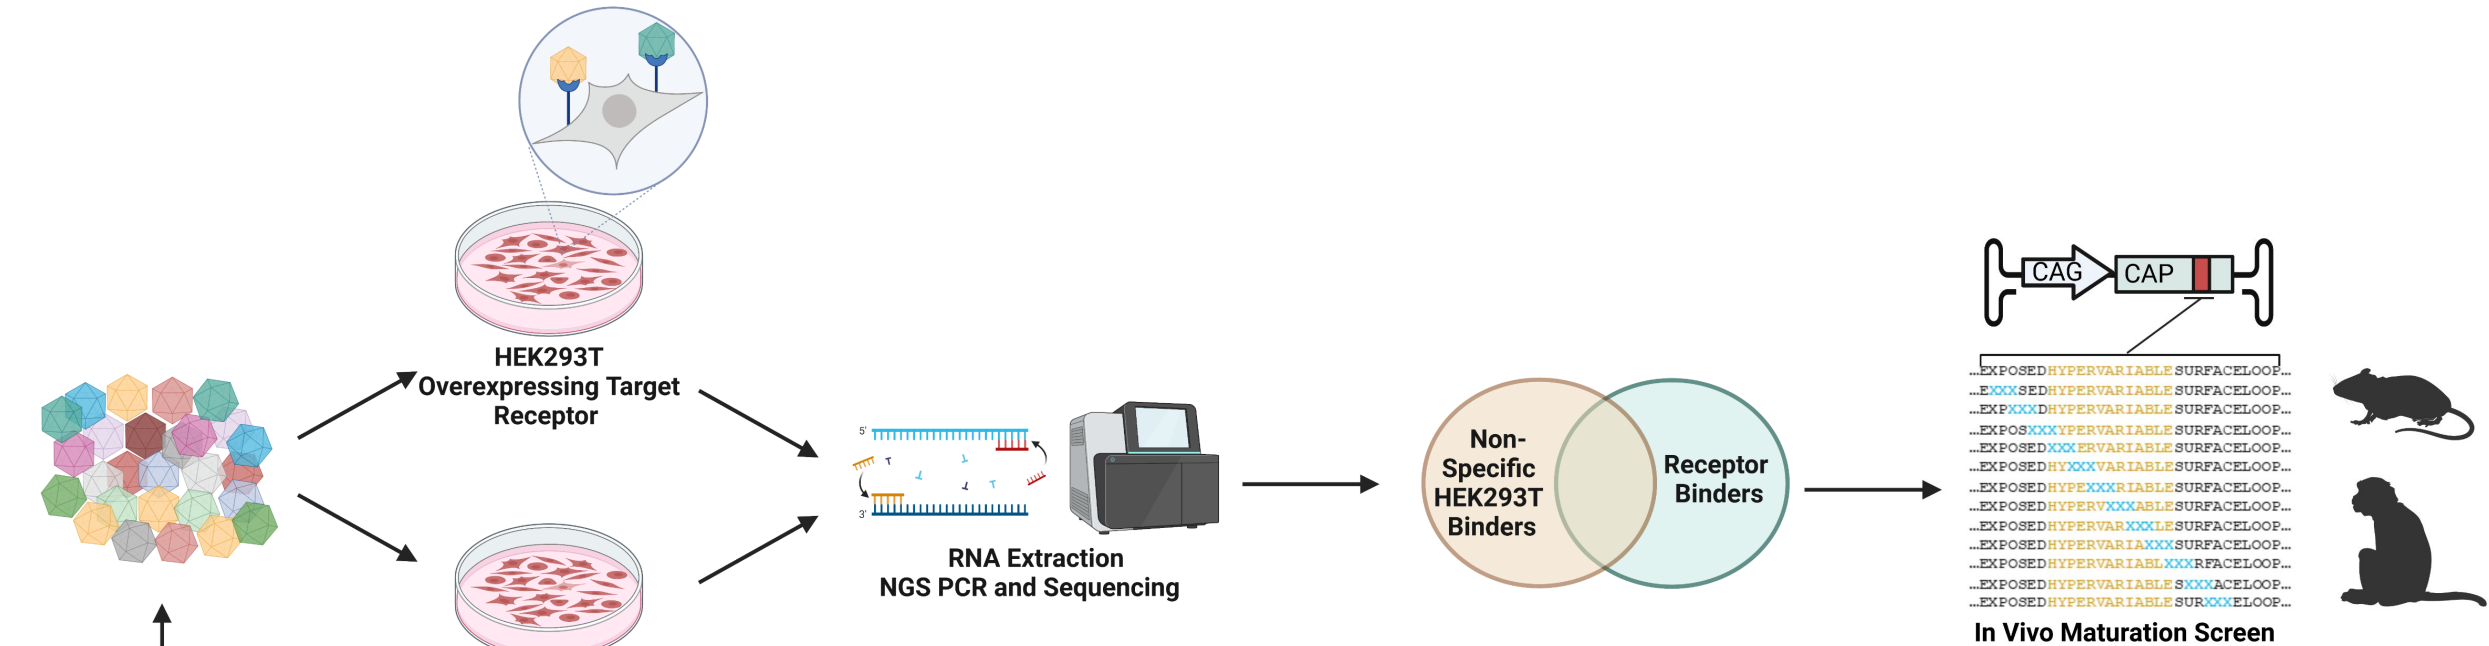 HEK293T
Overexpressing Target
Receptor
5'
T
T
T
T
T
3'
RNA Extraction
NGS PCR and Sequencing
Non-
Specific
HEK293T
Binders
Receptor
Binders
CAG
CAP
...EXPOSEDHYPERVARIABLESURFACELOOP...
...EXXXSEDHYPERVARIABLESURFACELOOP...
...EXPXXXDHYPERVARIABLESURFACELOOP...
...EXPOSXXXYPERVARIABLESURFACELOOP...
...EXPOSEDXXXERVARIABLESURFACELOOP...
...EXPOSEDHYXXXVARIABLESURFACELOOP...
...EXPOSEDHYPEXXXRIABLESURFACELOOP...
...EXPOSEDHYPERVXXXABLESURFACELOOP...
...EXPOSEDHYPERVARXXXLESURFACELOOP...
...EXPOSEDHYPERVARIAXXXSURFACELOOP...
...EXPOSEDHYPERVARIABLXXXRFACELOOP...
...EXPOSEDHYPERVARIABLESXXXACELOOP...
...EXPOSEDHYPERVARIABLESURXXXELOOP...
In Vivo Maturation Screen